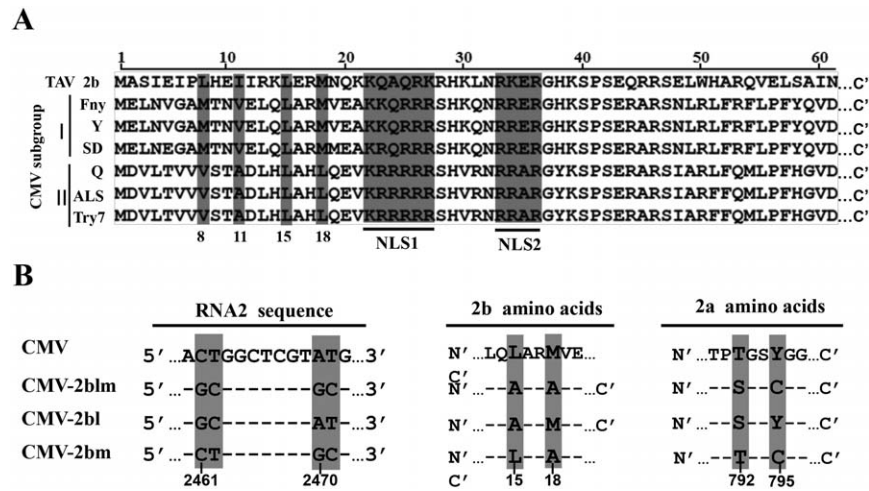 A
1 10 20 30 40 50 60
TAV 2b MASIEIPLHEIIRKLERMNQKKQAQRKRHKLNRKERGHKSPSEQRRSELWHARQVELSAIN...C'
CMV subgroup
I
Fny MELNVGAMTNVELQLARMVEAKKQRRRSHKQNRRERGHKSPSERARSNLRLFRFLPFYQVD...C'
Y MELNVGAMTNVELQLARMVEAKKQRRRSHKQNRRERGHKSPSERARSNLRLFRFLPFYQVD...C'
SD MELNEGAMTNVELQLARMMEAKRQRRRSHKQNRRERGHKSPSERARSNLRLFRFLPFYQVD...C'
II
Q MDVLTVVVSTADLHLAHLQEVKRRRRRSHVRNRRARGYKSPSERARSIARLFQMLPFHGVD...C'
ALS MDVLTVVVSTADLHLAHLQEVKRRRRRSHVRNRRARGYKSPSERARSIARFFQMLPFHGVD...C'
Try7 MDVLTVVVSTADLHLAHLQEVKRRRRRSHVRNRRARGYKSPSERARSIARFFQMLPFHGVD...C'
8 11 15 18 NLS1 NLS2
B
RNA2 sequence 2b amino acids 2a amino acids
CMV 5′ ...ACTGGCTCGTATG...3′ N′ ...LQLARMVE... C′ N′ ...TPTGSYGG...C′
CMV-2blm 5′ ...GC--------GC-...3′ N′ ...--A--A--...C′ N′ ...--S--C--...C′
CMV-2bl 5′ ...GC--------AT-...3′ N′ ...--A--M--...C′ N′ ...--S--Y--...C′
CMV-2bm 5′ ...CT--------GC-...3′ N′ ...--L--A--... C′ N′ ...--T--C--...C′
2461 2470 15 18 792 795